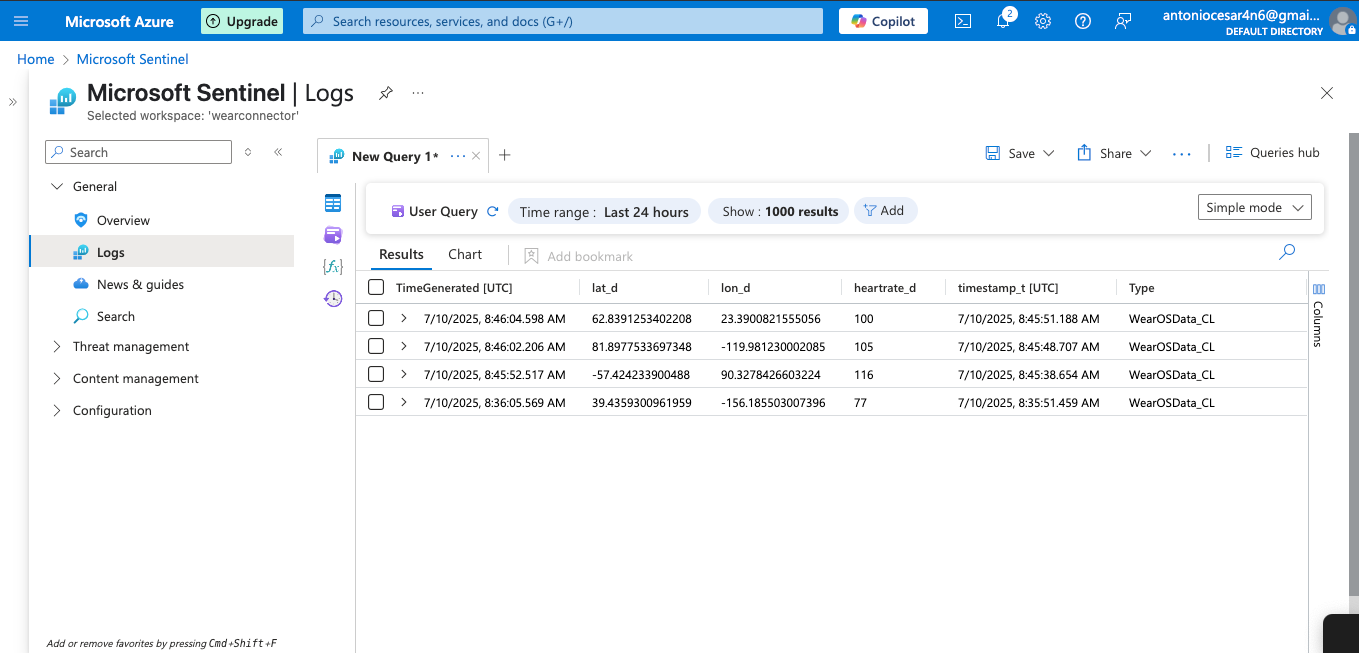 Microsoft Azure
Upgrade
Search resources, services, and docs (G+/)
Copilot
2
antoniocesar4n6@gmai...
DEFAULT DIRECTORY
Home > Microsoft Sentinel
Microsoft Sentinel | Logs
Selected workspace: 'wearconnector'
Search
General
Overview
Logs
News & guides
Search
Threat management
Content management
Configuration
Add or remove favorites by pressing Cmd+Shift+F
New Query 1*
Save
Share
Queries hub
User Query
Time range : Last 24 hours
Show : 1000 results
Add
Simple mode
Results
Chart
Add bookmark
TimeGenerated [UTC] lat_d lon_d heartrate_d timestamp_t [UTC] Type
7/10/2025, 8:46:04.598 AM 62.8391253402208 23.3900821555056 100 7/10/2025, 8:45:51.188 AM WearOSData_CL
7/10/2025, 8:46:02.206 AM 81.8977533697348 -119.981230002085 105 7/10/2025, 8:45:48.707 AM WearOSData_CL
7/10/2025, 8:45:52.517 AM -57.424233900488 90.3278426603224 116 7/10/2025, 8:45:38.654 AM WearOSData_CL
7/10/2025, 8:36:05.569 AM 39.4359300961959 -156.185503007396 77 7/10/2025, 8:35:51.459 AM WearOSData_CL
Columns